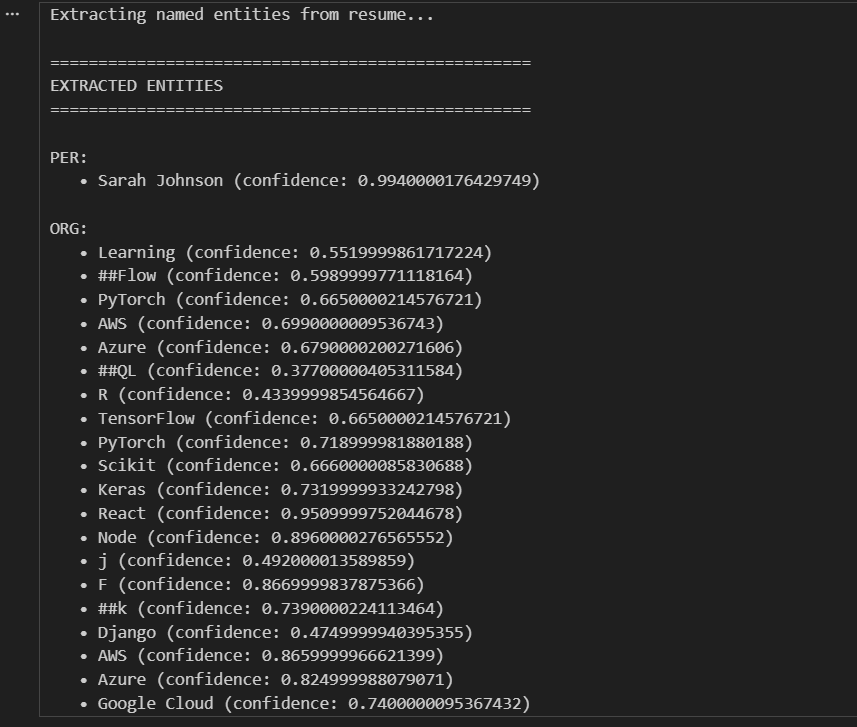 ...
Extracting named entities from resume...
==================================================
EXTRACTED ENTITIES
==================================================
PER:
• Sarah Johnson (confidence: 0.9940000176429749)
ORG:
• Learning (confidence: 0.5519999861717224)
• ##Flow (confidence: 0.5989999771118164)
• PyTorch (confidence: 0.6650000214576721)
• AWS (confidence: 0.6990000009536743)
• Azure (confidence: 0.6790000200271606)
• ##QL (confidence: 0.37700000405311584)
• R (confidence: 0.4339999854564667)
• TensorFlow (confidence: 0.6650000214576721)
• PyTorch (confidence: 0.718999981880188)
• Scikit (confidence: 0.6660000085830688)
• Keras (confidence: 0.7319999933242798)
• React (confidence: 0.9509999752044678)
• Node (confidence: 0.8960000276565552)
• j (confidence: 0.492000013589859)
• F (confidence: 0.8669999837875366)
• ##k (confidence: 0.7390000224113464)
• Django (confidence: 0.4749999940395355)
• AWS (confidence: 0.8659999966621399)
• Azure (confidence: 0.824999988079071)
• Google Cloud (confidence: 0.7400000095367432)